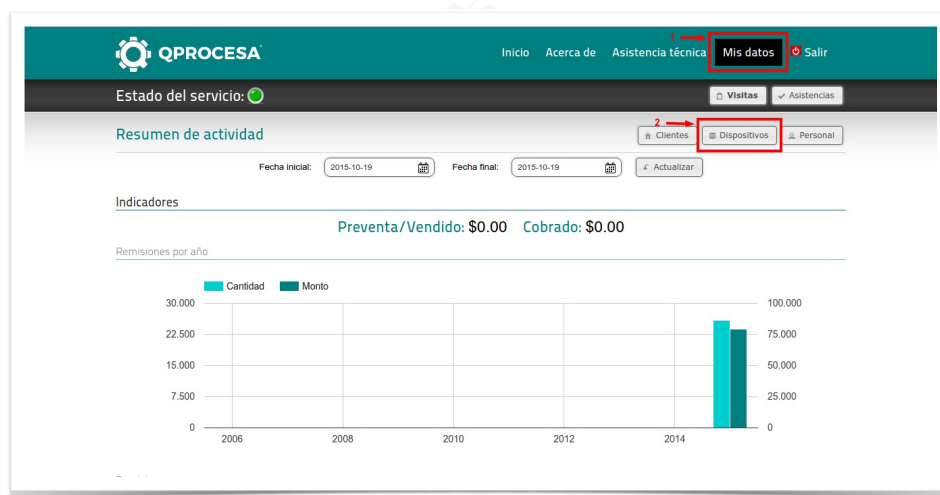 1
QPROCESA Inicio Acerca de Asistencia técnica Mis datos Salir
Estado del servicio: Visitas Asistencias
2
Resumen de actividad Clientes Dispositivos Personal
Fecha inicial: 2015-10-19 Fecha final: 2015-10-19 Actualizar
Indicadores
Preventa/Vendido: $0.00 Cobrado: $0.00
Remisiones por año
Cantidad Monto
30.000 100.000
22.500 75.000
15.000 50.000
7.500 25.000
0 0
2006 2008 2010 2012 2014